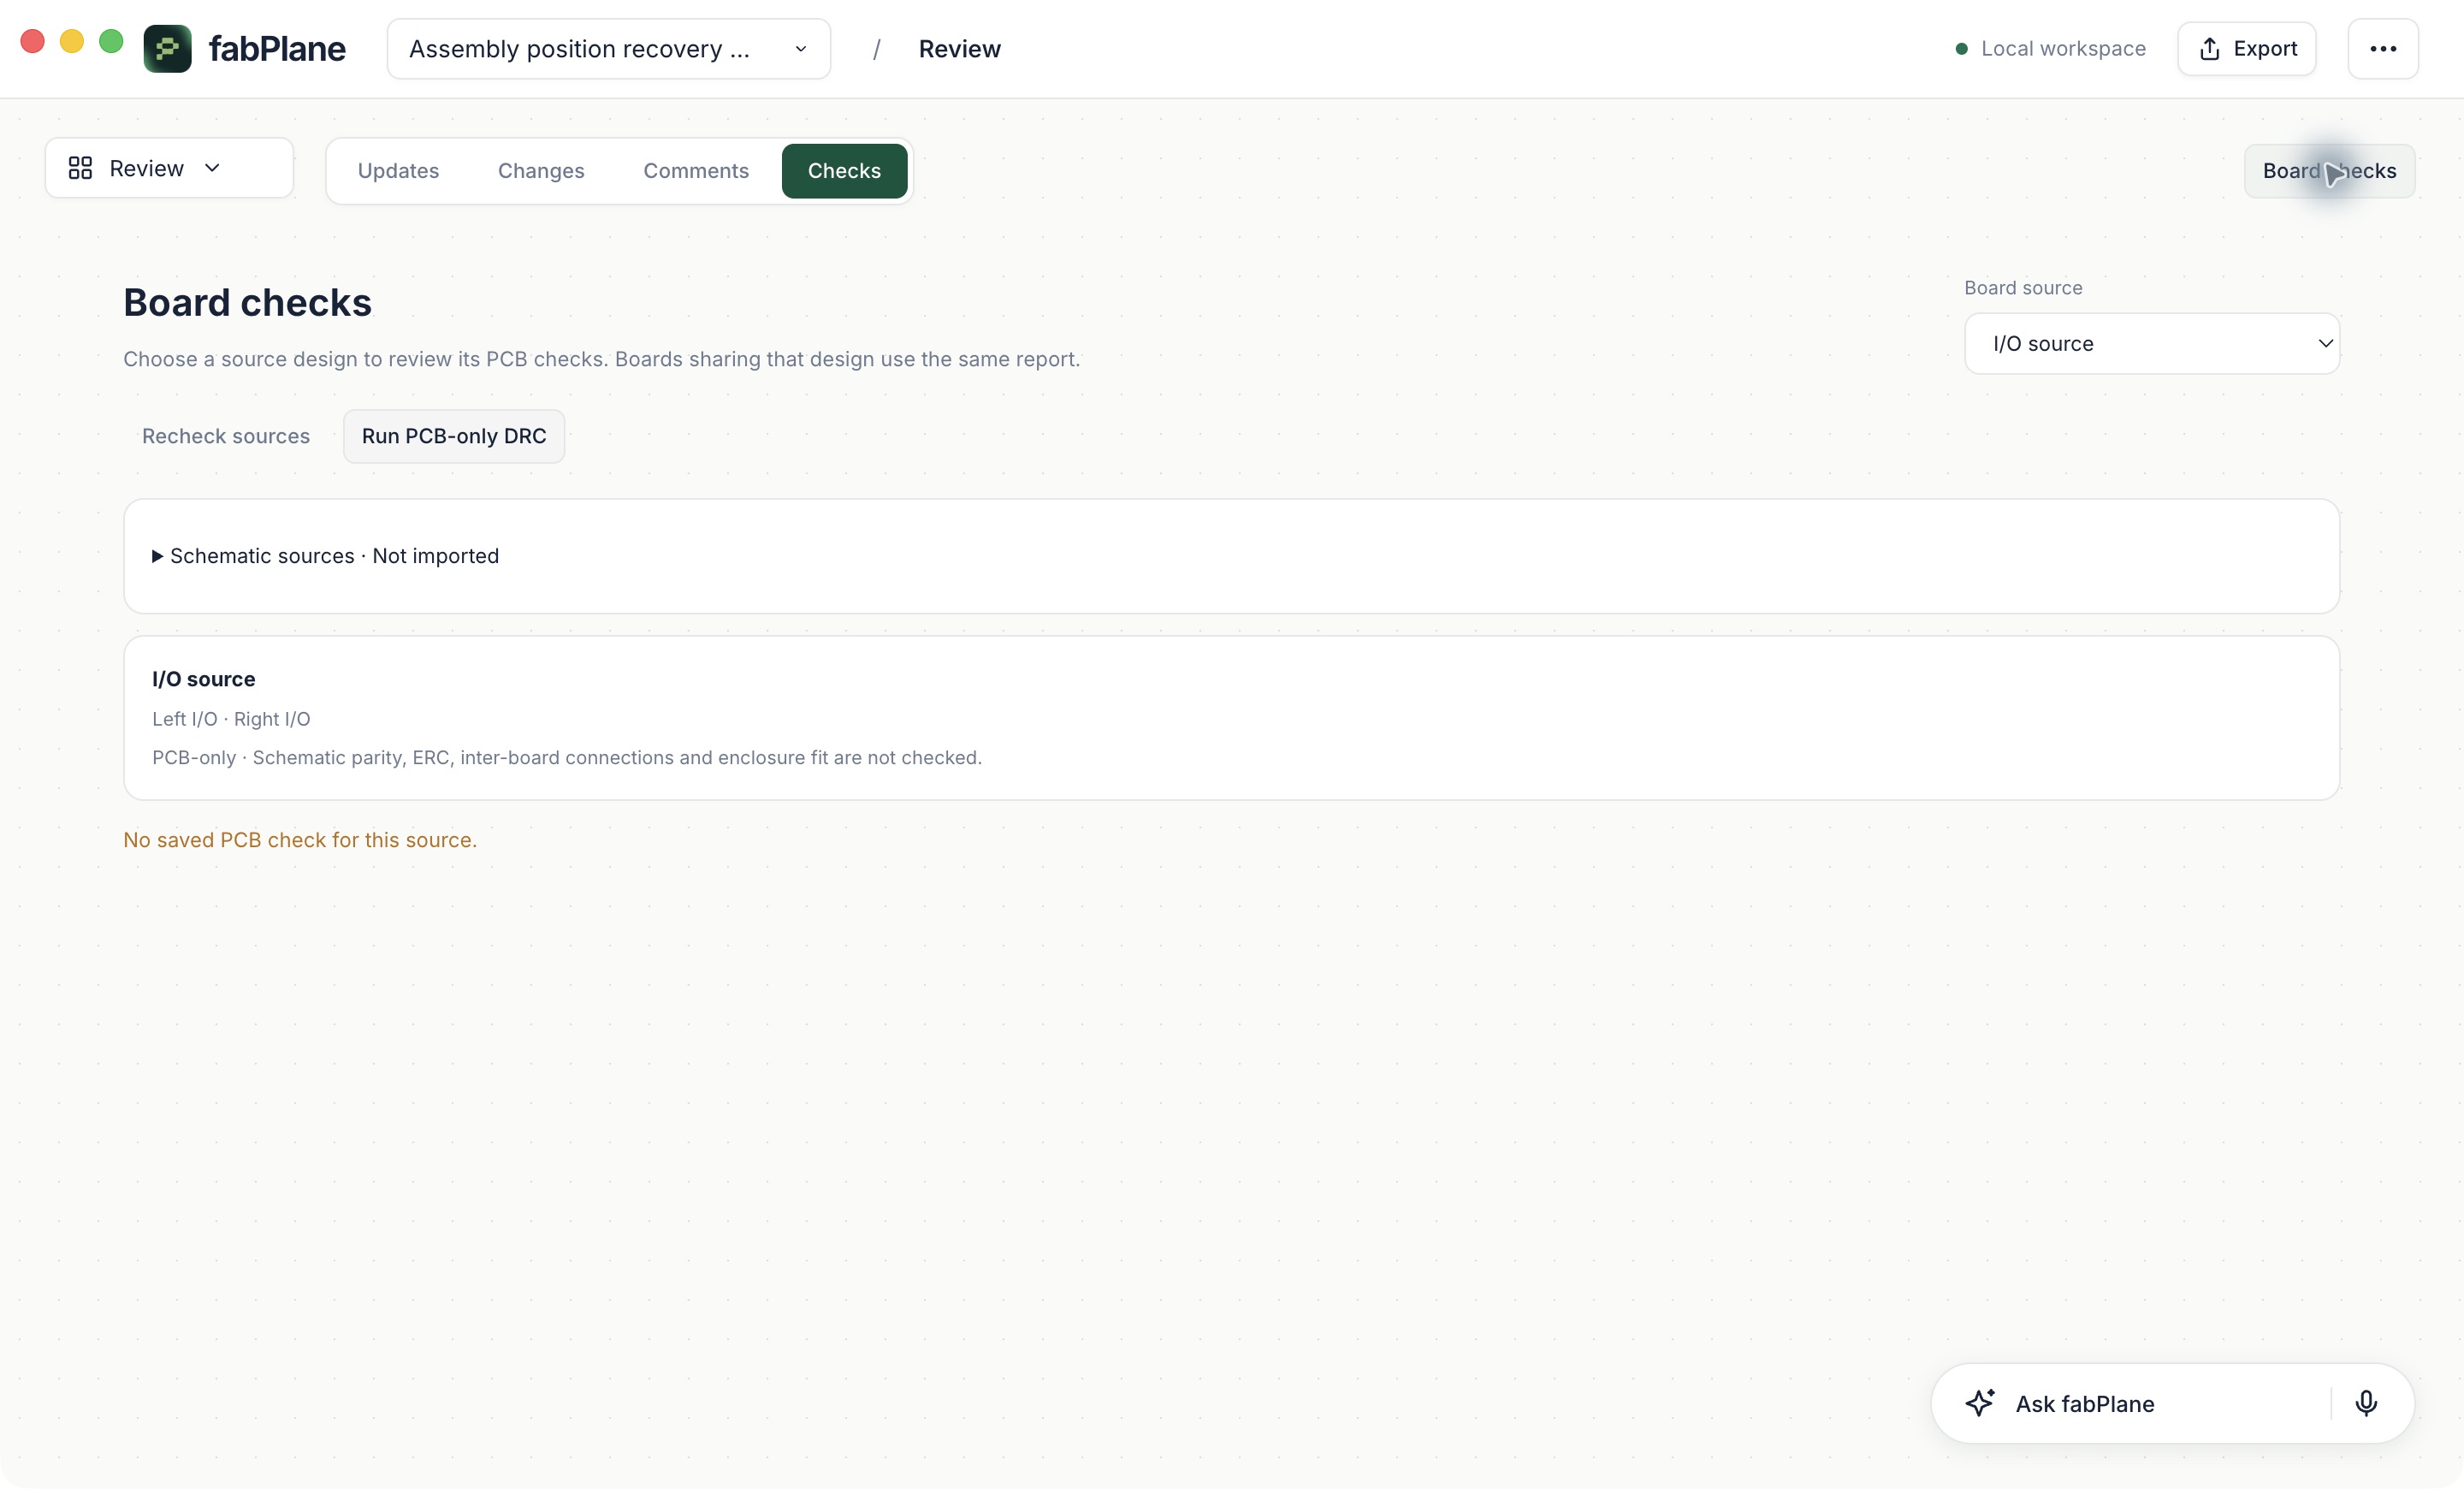 fabPlane
Assembly position recovery ...
/
Review
Local workspace
Export
Review
Updates
Changes
Comments
Checks
Board checks
Board checks
Choose a source design to review its PCB checks. Boards sharing that design use the same report.
Board source
I/O source
Recheck sources
Run PCB-only DRC
Schematic sources · Not imported
I/O source
Left I/O · Right I/O
PCB-only · Schematic parity, ERC, inter-board connections and enclosure fit are not checked.
No saved PCB check for this source.
Ask fabPlane